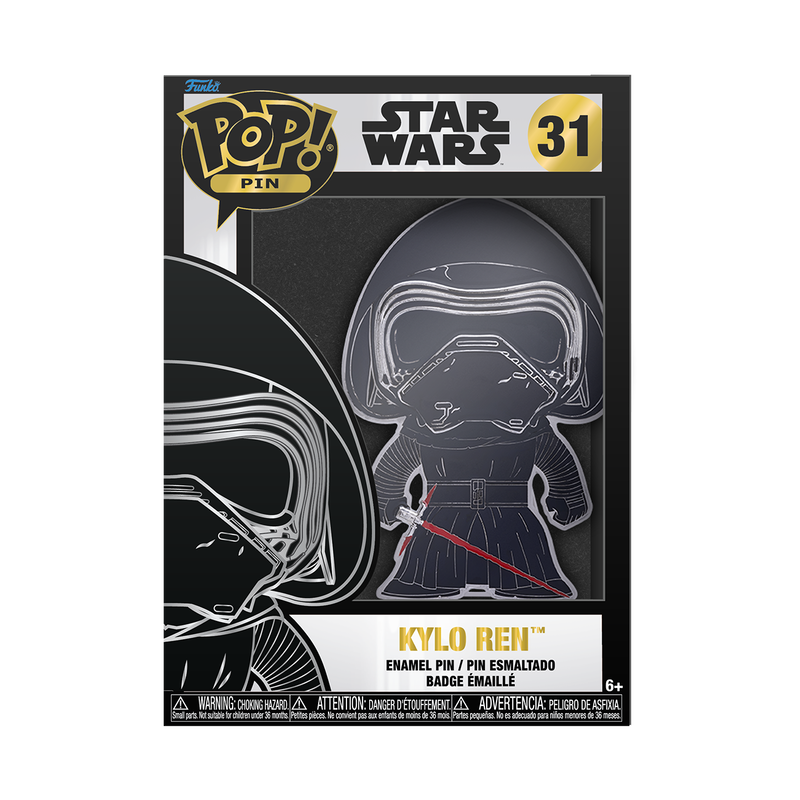 Funko
POP!®
PIN
STAR
WARS™
31
KYLO REN™
ENAMEL PIN / PIN ESMALTADO
BADGE ÉMAILLÉ
6+
WARNING: CHOKING HAZARD.
Small parts. Not suitable for children under 36 months.
ATTENTION: DANGER D'ÉTOUFFEMENT.
Petites pièces. Ne convient pas aux enfants de moins de 36 mois.
ADVERTENCIA: PELIGRO DE ASFIXIA.
Partes pequeñas. No es adecuado para niños menores de 36 meses.